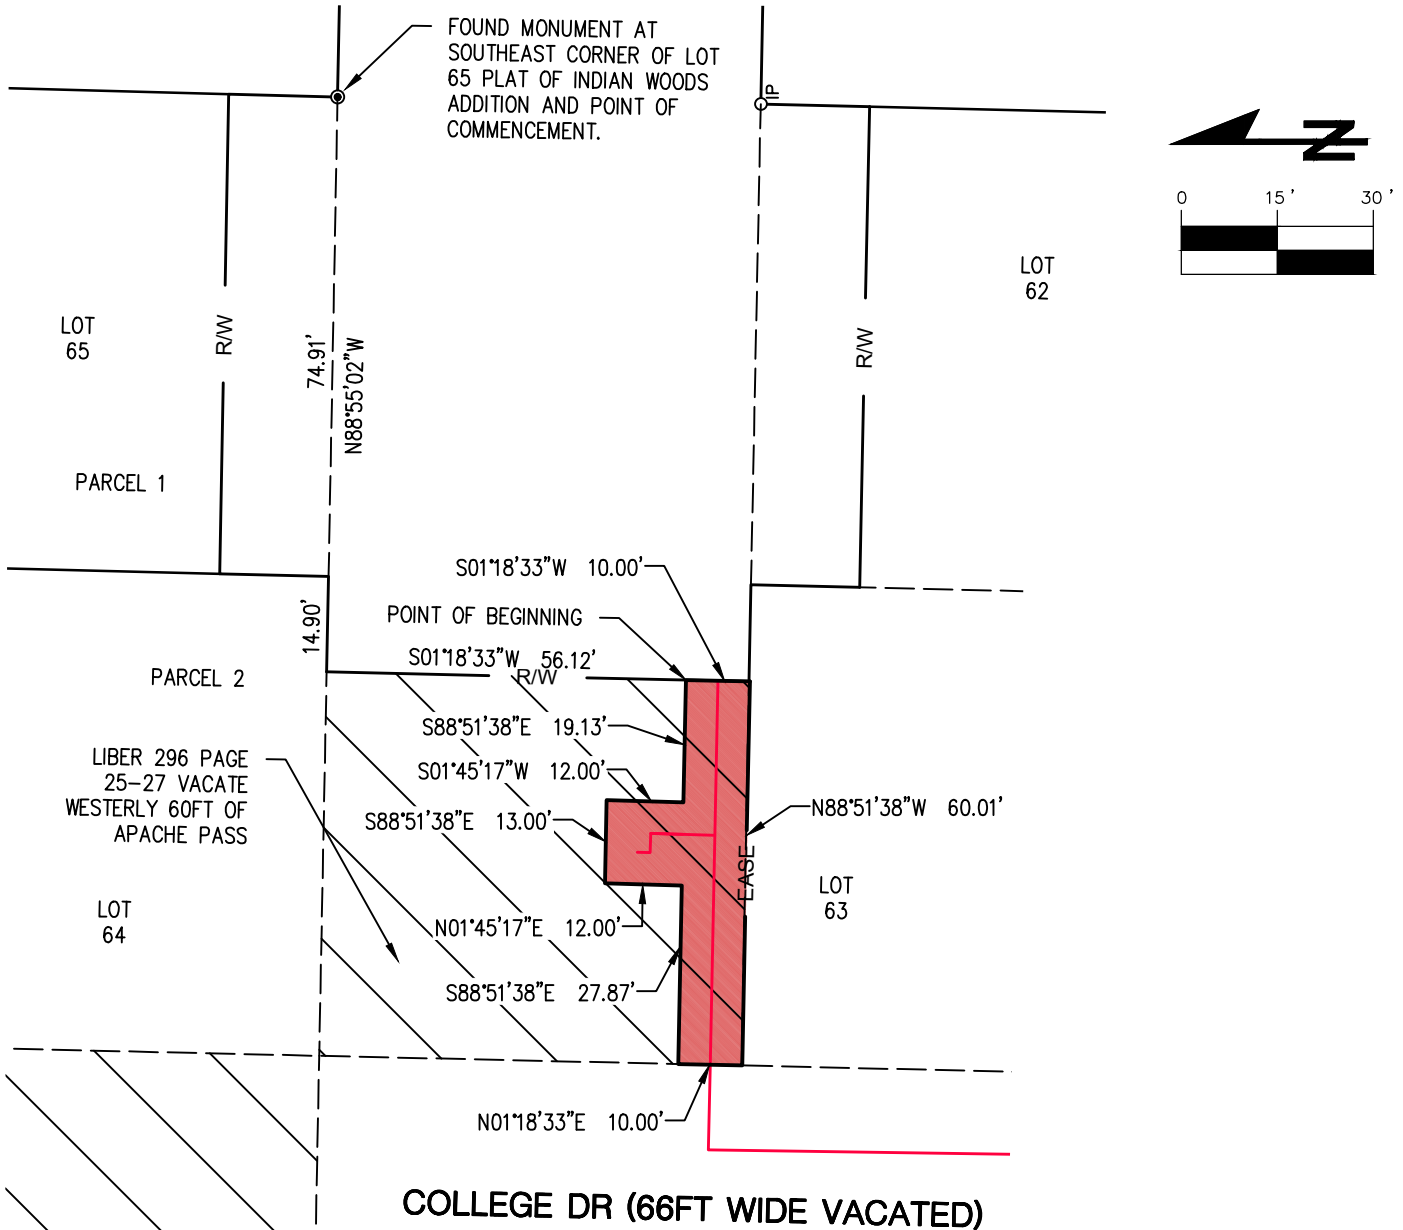 FOUND MONUMENT AT
SOUTHEAST CORNER OF LOT
65 PLAT OF INDIAN WOODS
ADDITION AND POINT OF
COMMENCEMENT.
IP
N
0 15' 30'
LOT
62
LOT
65
R/W
74.91'
N88°55'02"W
R/W
PARCEL 1
S01°18'33"W 10.00'
POINT OF BEGINNING
14.90'
S01°18'33"W 56.12'
R/W
PARCEL 2
S88°51'38"E 19.13'
LIBER 296 PAGE
25-27 VACATE
WESTERLY 60FT OF
APACHE PASS
S01°45'17"W 12.00'
S88°51'38"E 13.00'
N88°51'38"W 60.01'
EASE
LOT
63
LOT
64
N01°45'17"E 12.00'
S88°51'38"E 27.87'
N01°18'33"E 10.00'
COLLEGE DR (66FT WIDE VACATED)